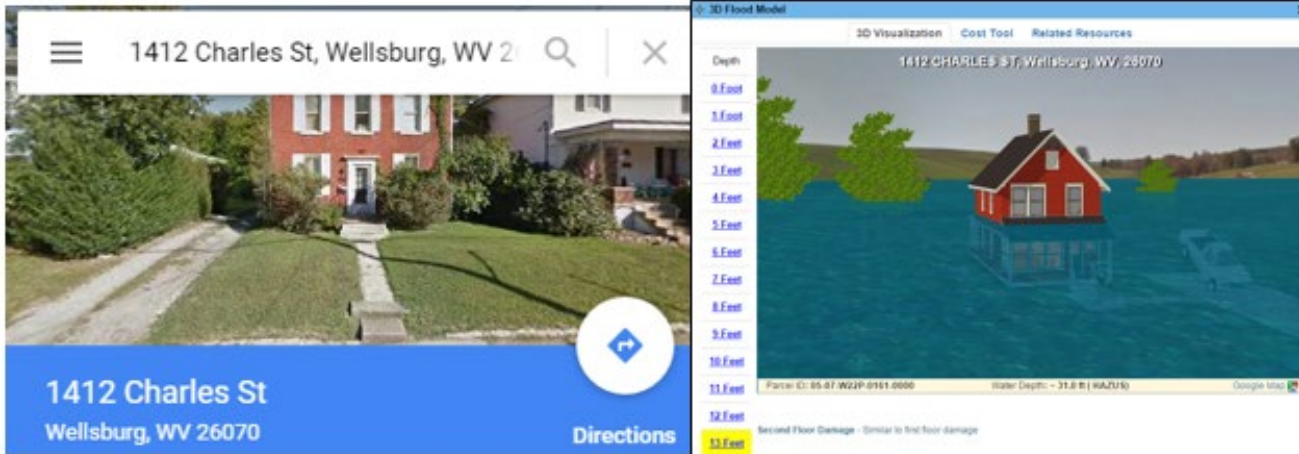 1412 Charles St, Wellsburg, WV 2
1412 Charles St
Wellsburg, WV 26070
Directions
3D Flood Model
3D Visualization Cost Tool Related Resources
Depth
0 Foot
1 Foot
2 Feet
3 Feet
4 Feet
5 Feet
6 Feet
7 Feet
8 Feet
9 Feet
10 Feet
11 Feet
12 Feet
13 Feet
1412 CHARLES ST, Wellsburg, WV, 26070
Parcel ID: 05-07-W22P-0161-0000 Water Depth: ~ 31.0 ft ( HAZUS) Google Map
Second Floor Damage - Similar to first floor damage